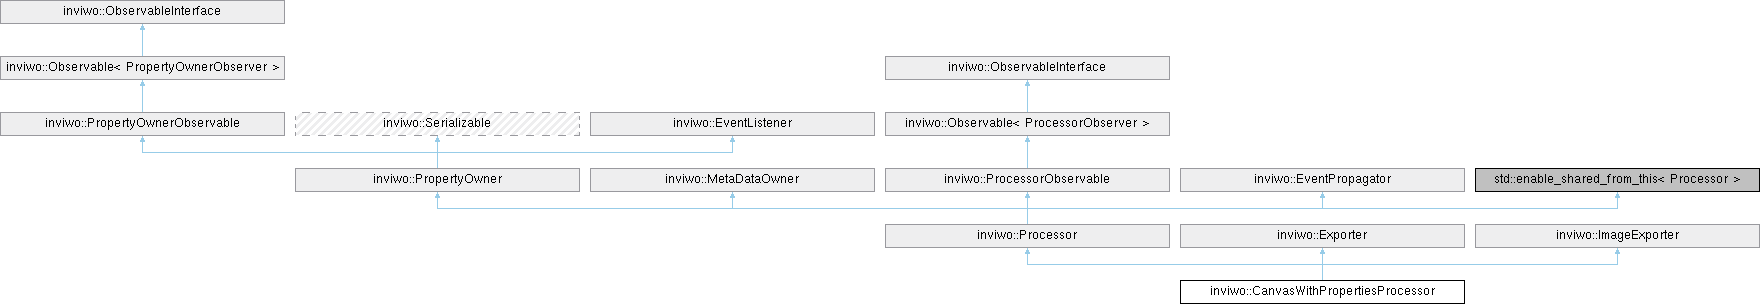 inviwo::ObservableInterface
inviwo::Observable< PropertyOwnerObserver >
inviwo::ObservableInterface
inviwo::PropertyOwnerObservable
inviwo::Serializable
inviwo::EventListener
inviwo::Observable< ProcessorObserver >
inviwo::PropertyOwner
inviwo::MetaDataOwner
inviwo::ProcessorObservable
inviwo::EventPropagator
std::enable_shared_from_this< Processor >
inviwo::Processor
inviwo::Exporter
inviwo::ImageExporter
inviwo::CanvasWithPropertiesProcessor